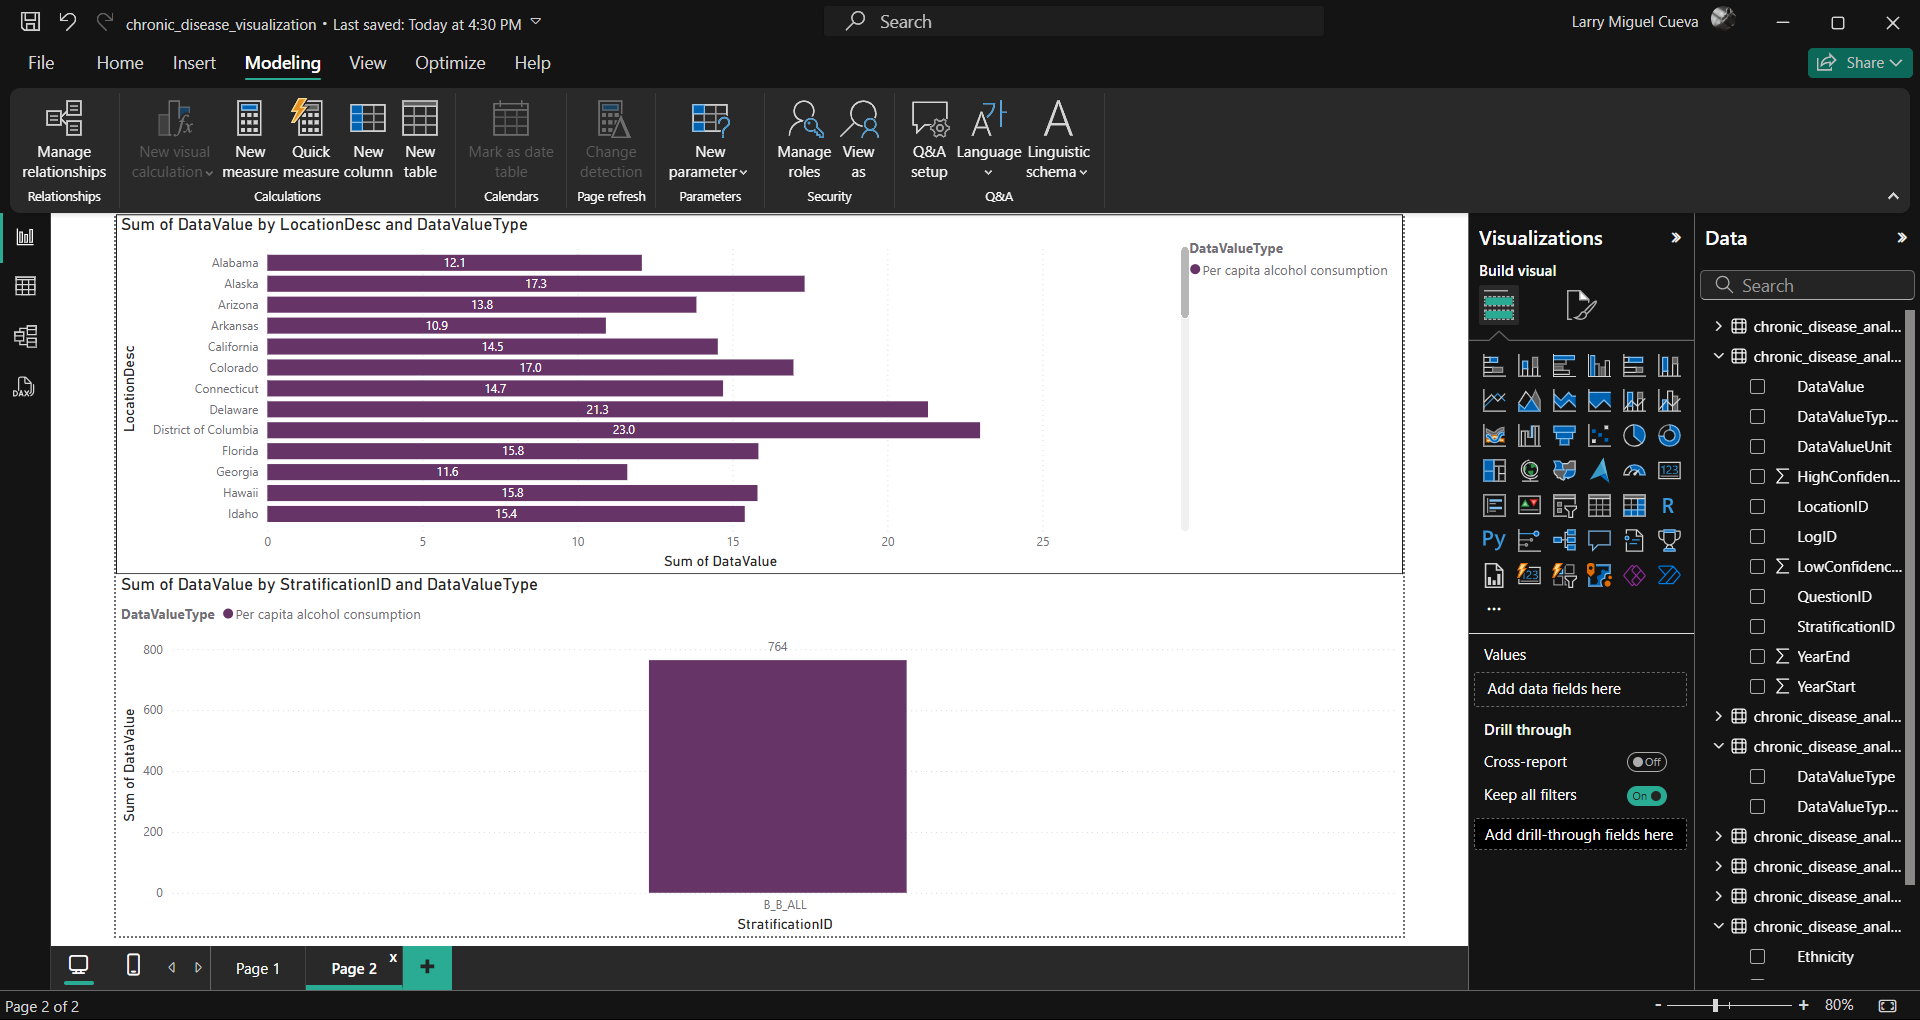 chronic_disease_visualization • Last saved: Today at 4:30 PM
Search
Larry Miguel Cueva
File
Home
Insert
Modeling
View
Optimize
Help
Share
Manage
relationships
Relationships
New visual
calculation
New
measure
Quick
measure
New
column
New
table
Calculations
Mark as date
table
Calendars
Change
detection
Page refresh
New
parameter
Parameters
Manage
roles
View
as
Security
Q&A
setup
Language
Linguistic
schema
Q&A
DAX
Sum of DataValue by LocationDesc and DataValueType
LocationDesc
Alabama 12.1
Alaska 17.3
Arizona 13.8
Arkansas 10.9
California 14.5
Colorado 17.0
Connecticut 14.7
Delaware 21.3
District of Columbia 23.0
Florida 15.8
Georgia 11.6
Hawaii 15.8
Idaho 15.4
0 5 10 15 20 25
Sum of DataValue
DataValueType
Per capita alcohol consumption
Sum of DataValue by StratificationID and DataValueType
DataValueType Per capita alcohol consumption
Sum of DataValue
800
600
400
200
0
764
B_B_ALL
StratificationID
Visualizations
Build visual
123
R
Py
123
...
Values
Add data fields here
Drill through
Cross-report
Off
Keep all filters
On
Add drill-through fields here
Data
Search
chronic_disease_anal...
chronic_disease_anal...
DataValue
DataValueTyp...
DataValueUnit
HighConfiden...
LocationID
LogID
LowConfidenc...
QuestionID
StratificationID
YearEnd
YearStart
chronic_disease_anal...
chronic_disease_anal...
DataValueType
DataValueTyp...
chronic_disease_anal...
chronic_disease_anal...
chronic_disease_anal...
chronic_disease_anal...
Ethnicity
Page 1
Page 2
x
+
Page 2 of 2
- + 80%